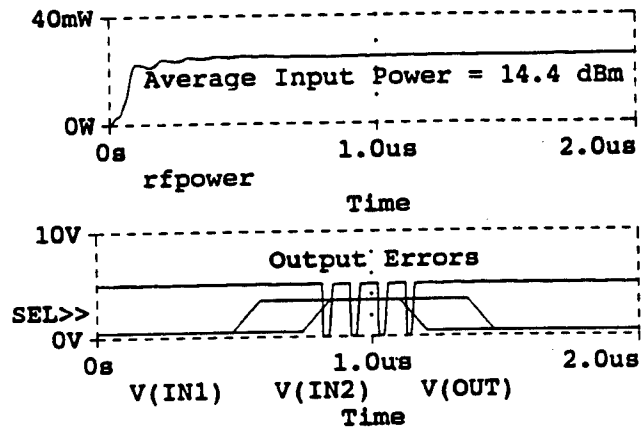 40mW
Average Input Power = 14.4 dBm
0W
0s 1.0us 2.0us
rfpower
Time
10V
Output Errors
SEL>>
0V
0s 1.0us 2.0us
V(IN1) V(IN2) V(OUT)
Time